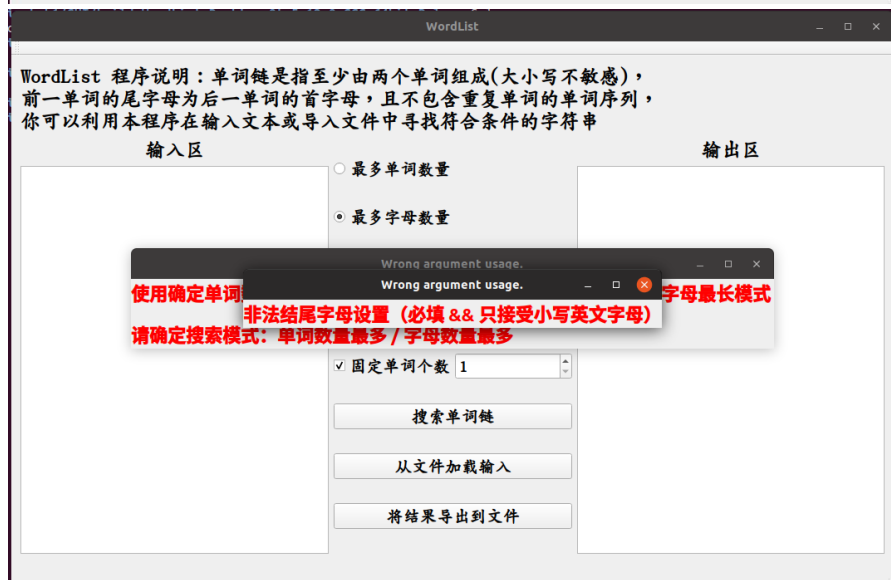 WordList
WordList 程序说明：单词链是指至少由两个单词组成(大小写不敏感)，
前一单词的尾字母为后一单词的首字母，且不包含重复单词的单词序列，
你可以利用本程序在输入文本或导入文件中寻找符合条件的字符串
输入区
输出区
最多单词数量
最多字母数量
Wrong argument usage.
Wrong argument usage.
使用确定单词
字母最长模式
非法结尾字母设置（必填 && 只接受小写英文字母）
请确定搜索模式：单词数量最多 / 字母数量最多
固定单词个数 1
搜索单词链
从文件加载输入
将结果导出到文件